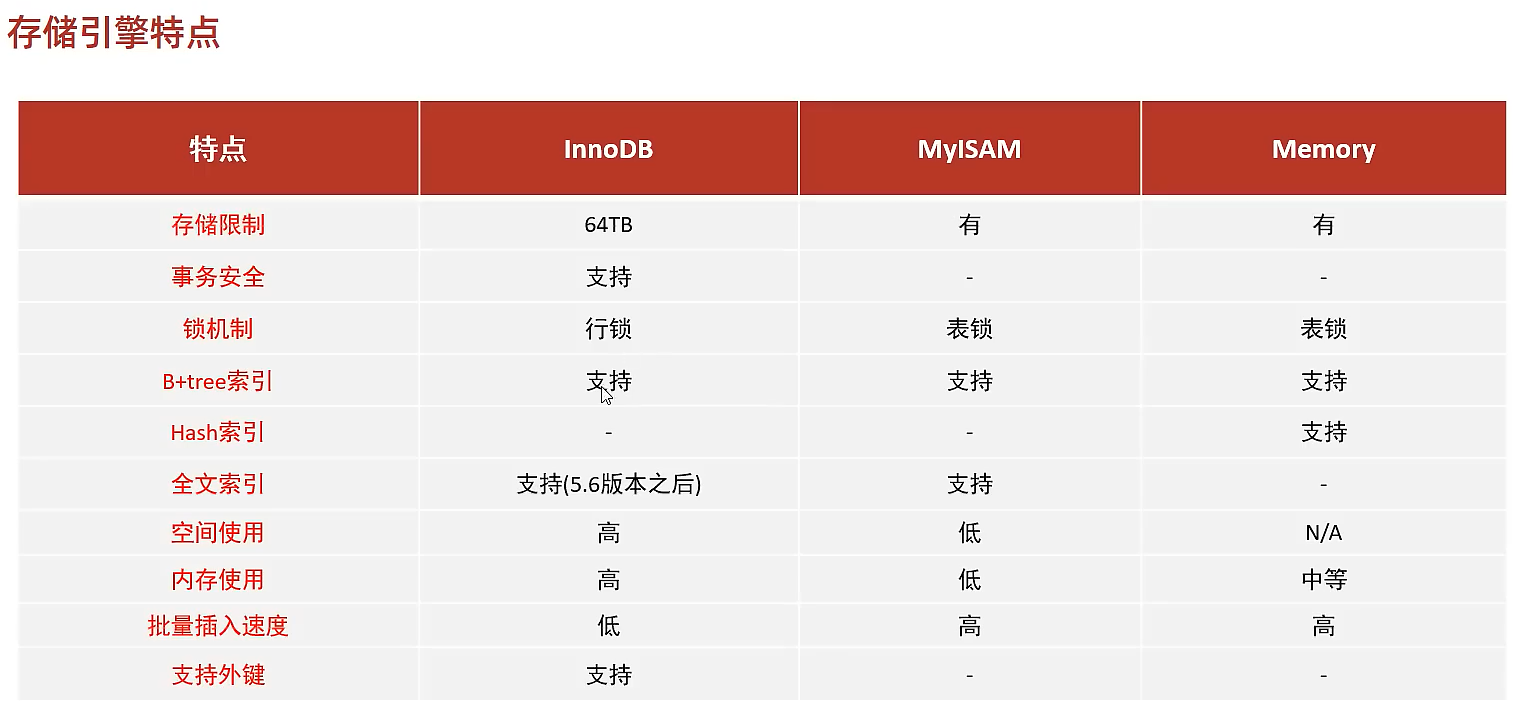 存储引擎特点
特点 InnoDB MyISAM Memory
存储限制 64TB 有 有
事务安全 支持 - -
锁机制 行锁 表锁 表锁
B+tree索引 支持 支持 支持
Hash索引 - - 支持
全文索引 支持(5.6版本之后) 支持 -
空间使用 高 低 N/A
内存使用 高 低 中等
批量插入速度 低 高 高
支持外键 支持 - -